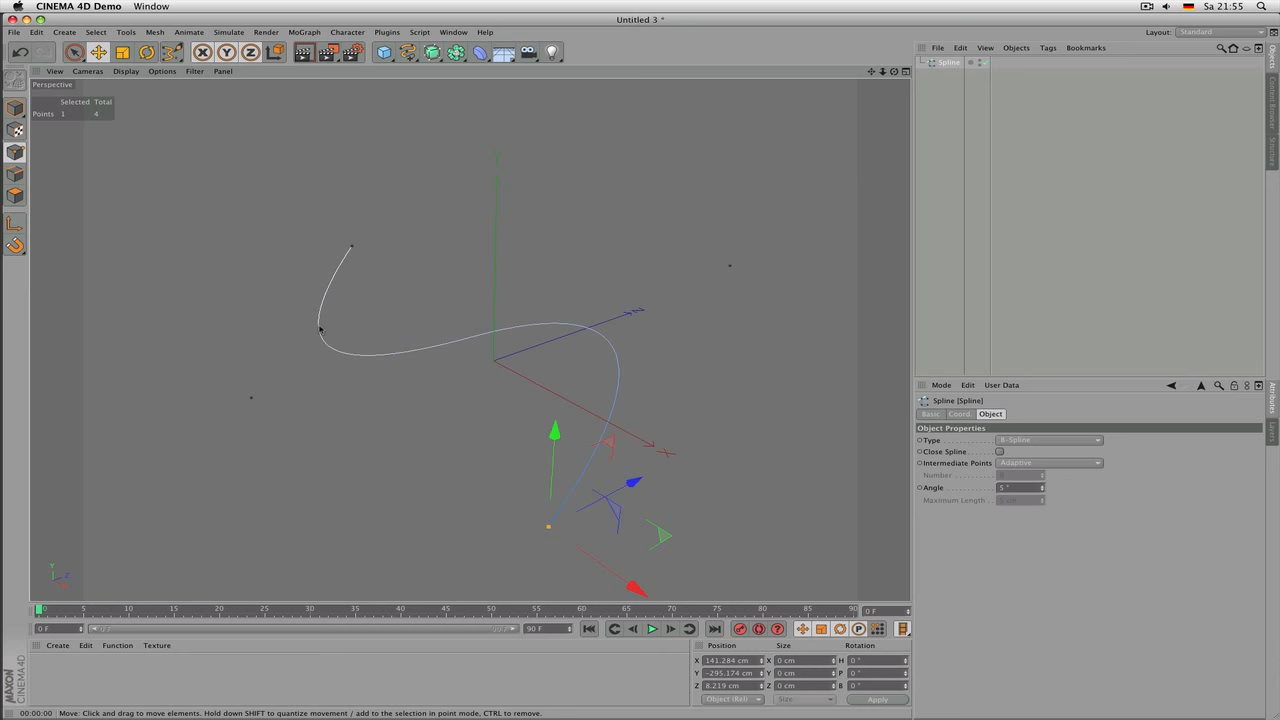 CINEMA 4D Demo Window Sa 21:55
Untitled 3 *
File Edit Create Select Tools Mesh Animate Simulate Render MoGraph Character Plugins Script Window Help Layout: Standard
X Y Z
File Edit View Objects Tags Bookmarks
View Cameras Display Options Filter Panel
Spline
Perspective
Selected Total
Points 1 4
Y
Z
X
Objects
Content Browser
Structure
Mode Edit User Data
Attributes
Layers
Spline [Spline]
Basic Coord. Object
Object Properties
Type B-Spline
Close Spline
Intermediate Points Adaptive
Number
Angle 5 °
Maximum Length
Y
Z
0 5 10 15 20 25 30 35 40 45 50 55 60 65 70 75 80 85 90 0 F
0 F 90 F P
Create Edit Function Texture
Position Size Rotation
X 141.284 cm X 0 cm H 0 °
Y -295.174 cm Y 0 cm P 0 °
Z 8.219 cm Z 0 cm B 0 °
Object (Rel) Size Apply
MAXON
CINEMA 4D
00:00:00 Move: Click and drag to move elements. Hold down SHIFT to quantize movement / add to the selection in point mode, CTRL to remove.